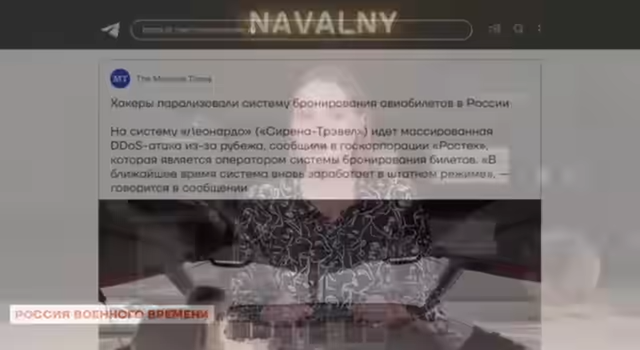 NAVALNY
MT The Moscow Times
Хакеры парализовали систему бронирования авиабилетов в России
На систему «Леонардо» («Сирена-Трэвел») идет массированная
DDoS-атака из-за рубежа, сообщили в госкорпорации «Ростех»,
которая является оператором системы бронирования билетов. «В
ближайшее время система вновь заработает в штатном режиме», —
говорится в сообщении
РОССИЯ ВОЕННОГО ВРЕМЕНИ